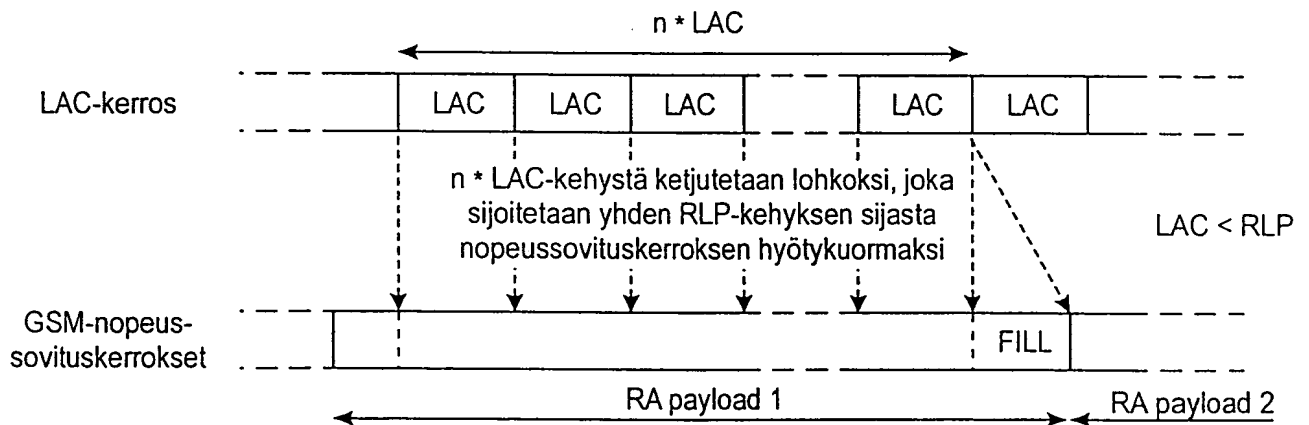 n * LAC
LAC-kerros
LAC LAC LAC LAC LAC
n * LAC-kehystä ketjutetaan lohkoksi, joka
sijoitetaan yhden RLP-kehyksen sijasta
nopeussovituskerroksen hyötykuormaksi
LAC < RLP
GSM-nopeus-
sovituskerrokset
FILL
RA payload 1
RA payload 2